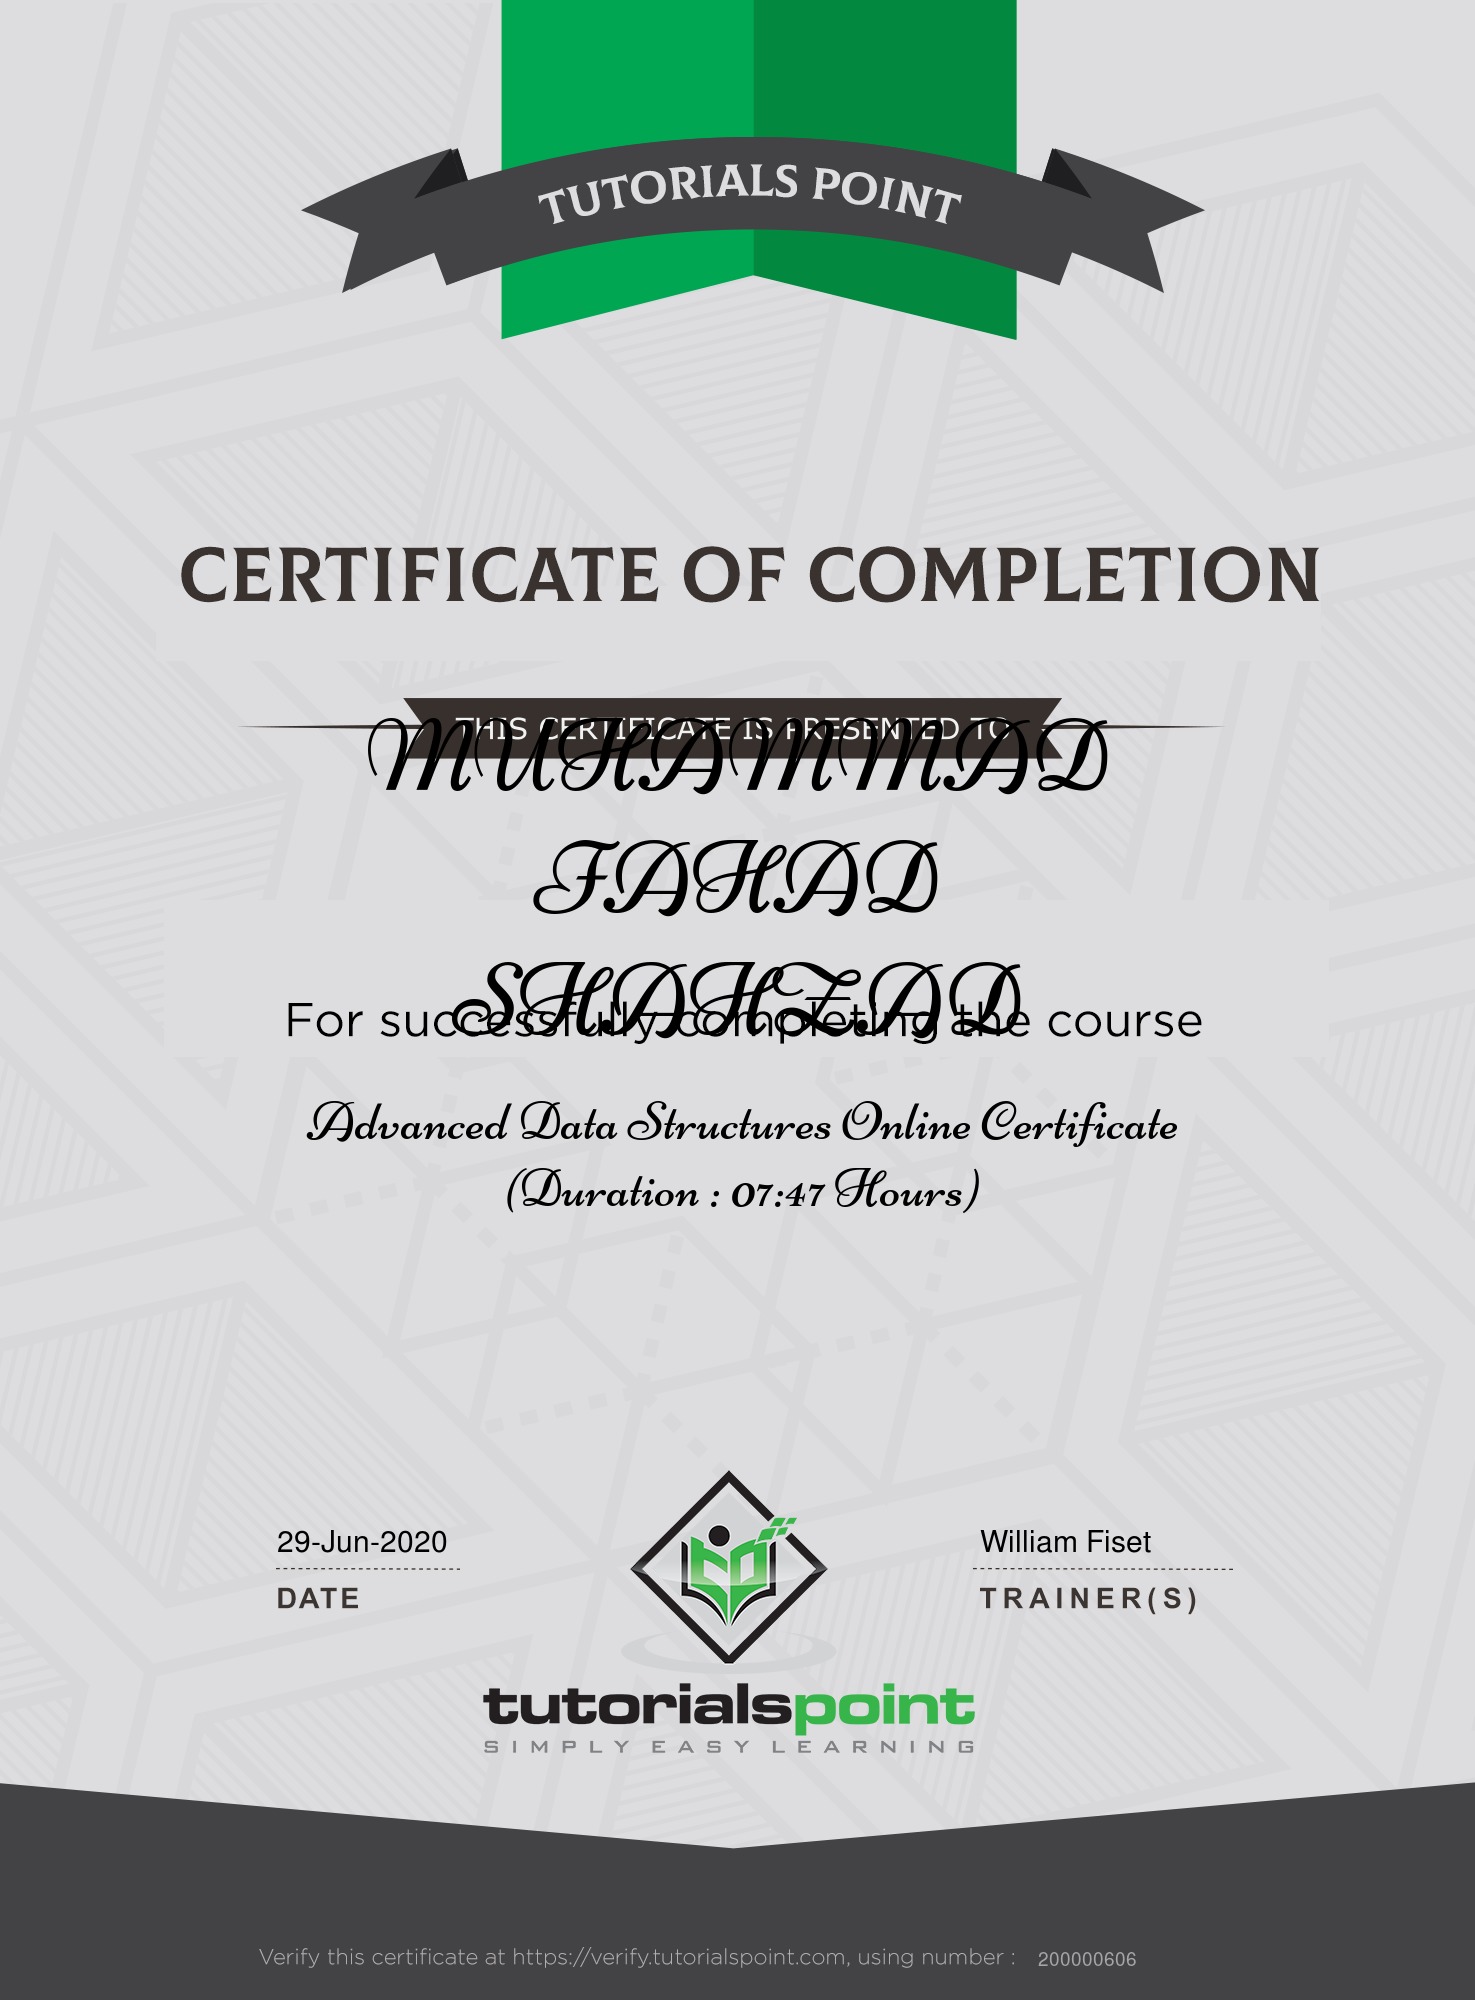 TUTORIALS POINT
CERTIFICATE OF COMPLETION
THIS CERTIFICATE IS PRESENTED TO
MUHAMMAD
FAHAD
SHAHZAD
For successfully completing the course
Advanced Data Structures Online Certificate
(Duration : 07:47 Hours)
29-Jun-2020
DATE
William Fiset
TRAINER(S)
tutorialspoint
SIMPLY EASY LEARNING
Verify this certificate at https://verify.tutorialspoint.com, using number : 200000606